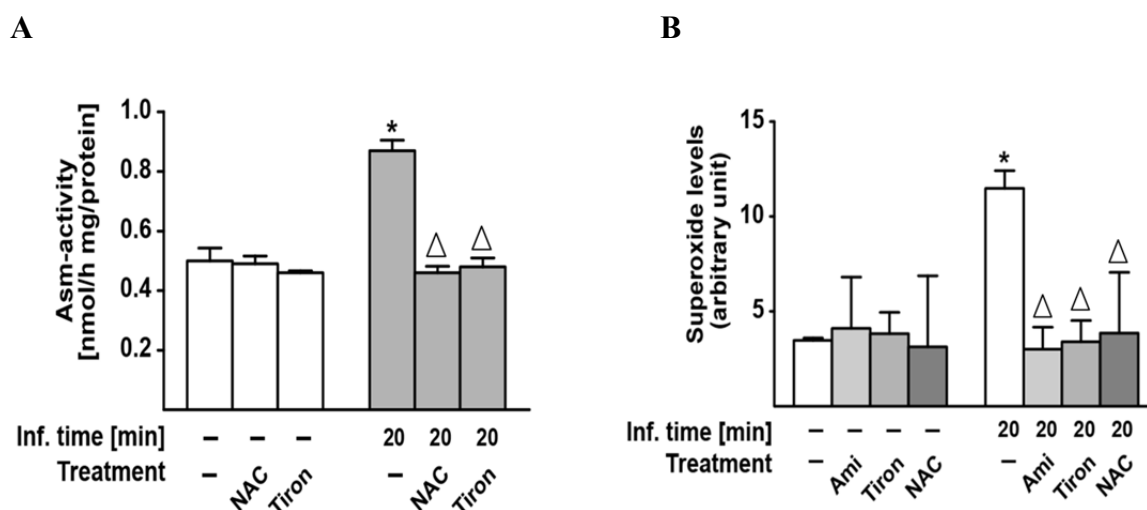 A
Asm-activity
[nmol/h mg/protein]
1.0
0.8
0.6
0.4
0.2
*
△ △
Inf. time [min] – – – 20 20 20
Treatment – NAC Tiron – NAC Tiron
B
Superoxide levels
(arbitrary unit)
15
10
5
*
△ △ △
Inf. time [min] – – – – 20 20 20 20
Treatment – Ami Tiron NAC – Ami Tiron NAC